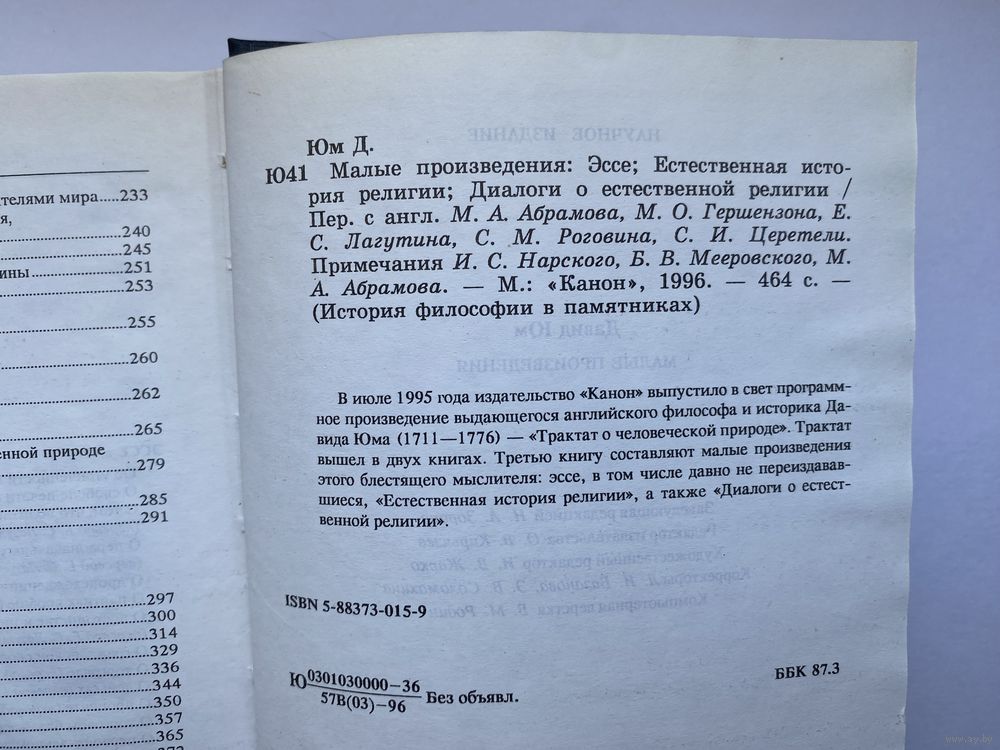 телями мира.....233
я,
240
245
ины 251
253
255
260
262
265
енной природе
279
285
291
297
300
314
329
336
344
350
357
365
Юм Д.
Ю41 Малые произведения: Эссе; Естественная исто-
рия религии; Диалоги о естественной религии /
Пер. с англ. М. А. Абрамова, М. О. Гершензона, Е.
С. Лагутина, С. М. Роговина, С. И. Церетели.
Примечания И. С. Нарского, Б. В. Мееровского, М.
А. Абрамова. — М.: «Канон», 1996. — 464 с. —
(История философии в памятниках)
В июле 1995 года издательство «Канон» выпустило в свет программ-
ное произведение выдающегося английского философа и историка Да-
вида Юма (1711—1776) — «Трактат о человеческой природе». Трактат
вышел в двух книгах. Третью книгу составляют малые произведения
этого блестящего мыслителя: эссе, в том числе давно не переиздавав-
шиеся, «Естественная история религии», а также «Диалоги о естест-
венной религии».
ISBN 5-88373-015-9
Ю 0301030000—36
57В(03)—96 Без объявл.
ББК 87.3
www.ay.by